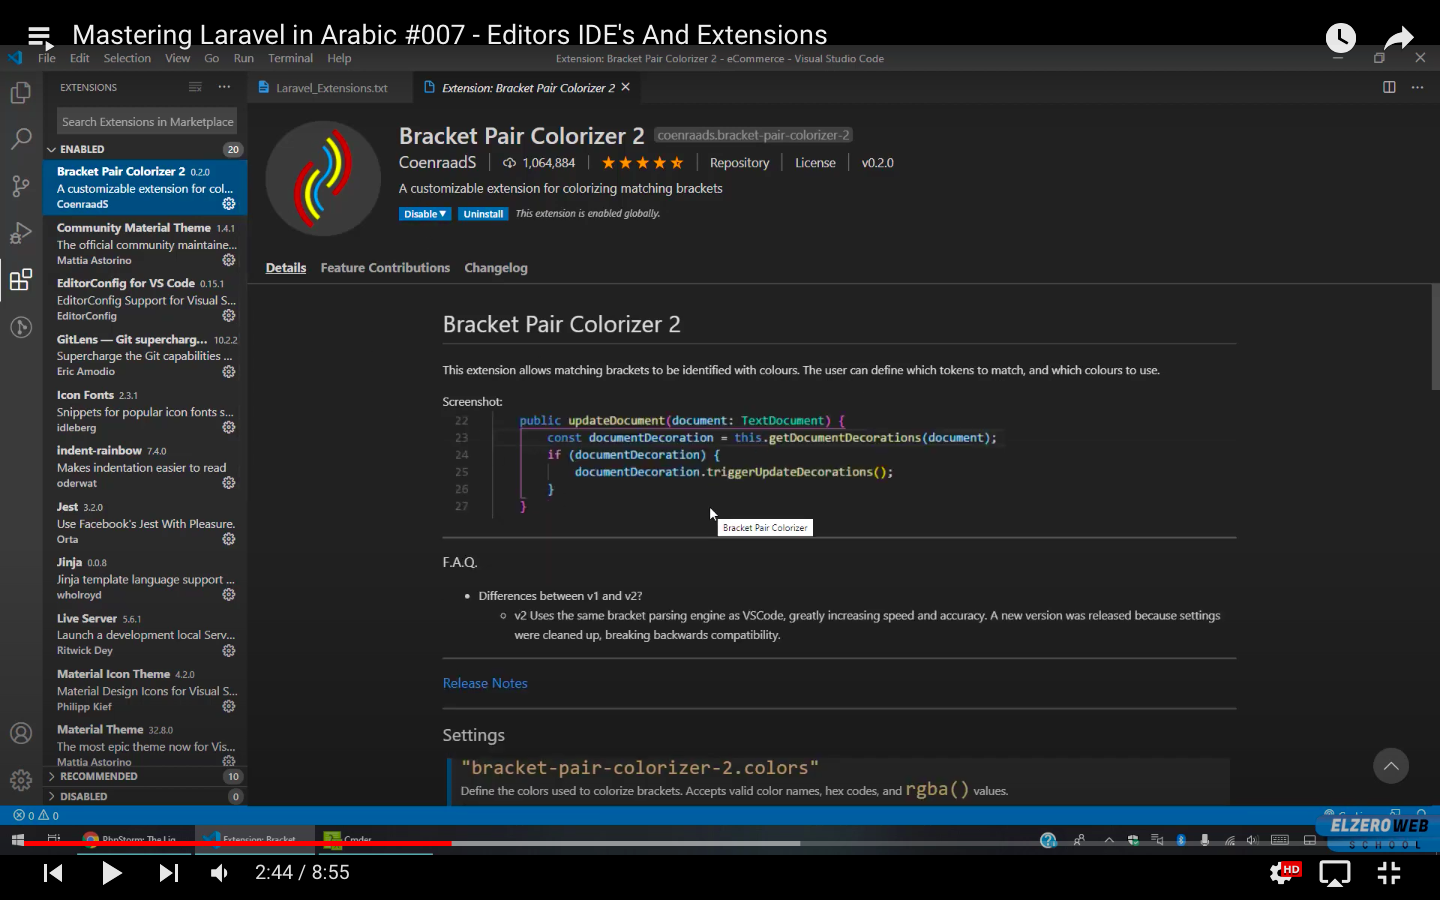 Mastering Laravel in Arabic #007 - Editors IDE's And Extensions
File Edit Selection View Go Run Terminal Help
Extension: Bracket Pair Colorizer 2 - eCommerce - Visual Studio Code
EXTENSIONS
Laravel_Extensions.txt
Extension: Bracket Pair Colorizer 2
Search Extensions in Marketplace
ENABLED 20
Bracket Pair Colorizer 2 0.2.0
A customizable extension for col...
CoenraadS
Community Material Theme 1.4.1
The official community maintaine...
Mattia Astorino
EditorConfig for VS Code 0.15.1
EditorConfig Support for Visual S...
EditorConfig
GitLens — Git supercharg... 10.2.2
Supercharge the Git capabilities ...
Eric Amodio
Icon Fonts 2.3.1
Snippets for popular icon fonts s...
idleberg
indent-rainbow 7.4.0
Makes indentation easier to read
oderwat
Jest 3.2.0
Use Facebook's Jest With Pleasure.
Orta
Jinja 0.0.8
Jinja template language support ...
wholroyd
Live Server 5.6.1
Launch a development local Serv...
Ritwick Dey
Material Icon Theme 4.2.0
Material Design Icons for Visual S...
Philipp Kief
Material Theme 32.8.0
The most epic theme now for Vis...
Mattia Astorino
RECOMMENDED 10
DISABLED 0
Bracket Pair Colorizer 2 coenraads.bracket-pair-colorizer-2
CoenraadS 1,064,884 Repository License v0.2.0
A customizable extension for colorizing matching brackets
Disable Uninstall This extension is enabled globally.
Details Feature Contributions Changelog
Bracket Pair Colorizer 2
This extension allows matching brackets to be identified with colours. The user can define which tokens to match, and which colours to use.
Screenshot:
22 public updateDocument(document: TextDocument) {
23 const documentDecoration = this.getDocumentDecorations(document);
24 if (documentDecoration) {
25 documentDecoration.triggerUpdateDecorations();
26 }
27 }
Bracket Pair Colorizer
F.A.Q.
• Differences between v1 and v2?
v2 Uses the same bracket parsing engine as VSCode, greatly increasing speed and accuracy. A new version was released because settings
were cleaned up, breaking backwards compatibility.
Release Notes
Settings
"bracket-pair-colorizer-2.colors"
Define the colors used to colorize brackets. Accepts valid color names, hex codes, and rgba() values.
0 0
PhpStorm: The Lig...
Extension: Bracket...
Cmder
ELZEROWEB
SCHOOL
2:44 / 8:55
HD